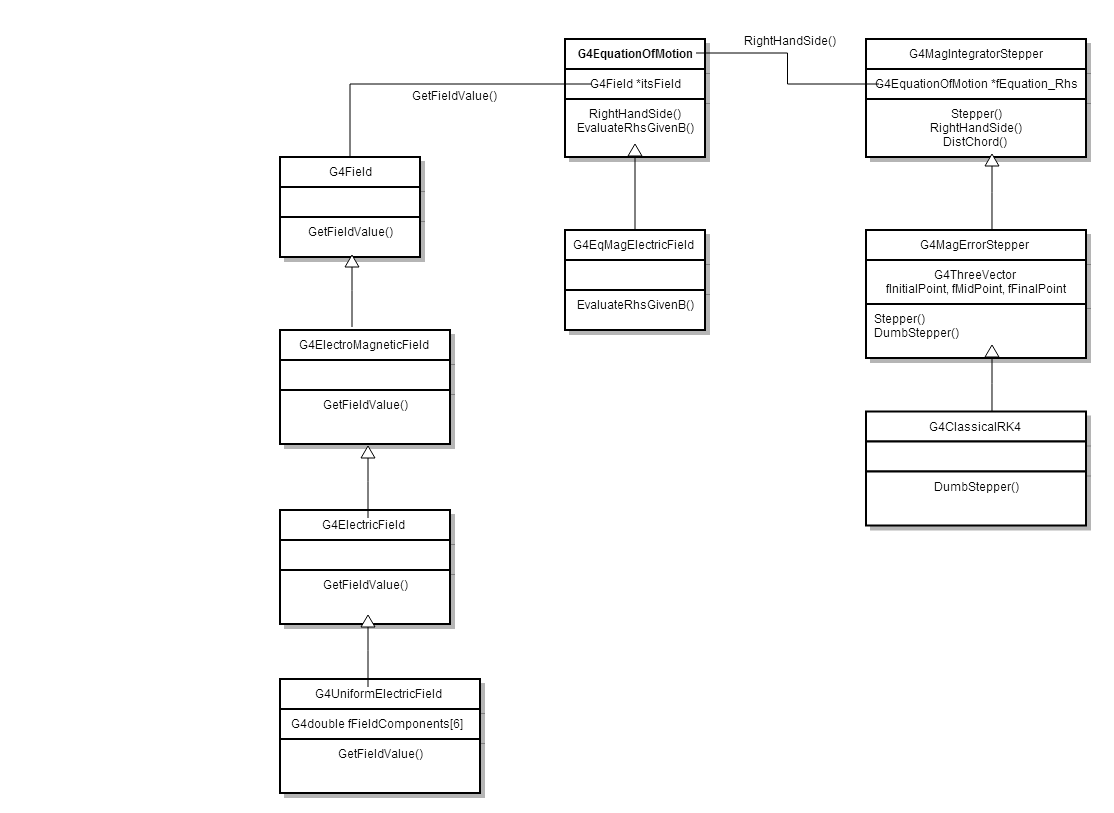 RightHandSide()
G4EquationOfMotion
G4Field *itsField
RightHandSide()
EvaluateRhsGivenB()
G4MagIntegratorStepper
G4EquationOfMotion *fEquation_Rhs
Stepper()
RightHandSide()
DistChord()
GetFieldValue()
G4Field
GetFieldValue()
G4EqMagElectricField
EvaluateRhsGivenB()
G4MagErrorStepper
G4ThreeVector
fInitialPoint, fMidPoint, fFinalPoint
Stepper()
DumbStepper()
G4ElectroMagneticField
GetFieldValue()
G4ClassicalRK4
DumbStepper()
G4ElectricField
GetFieldValue()
G4UniformElectricField
G4double fFieldComponents[6]
GetFieldValue()